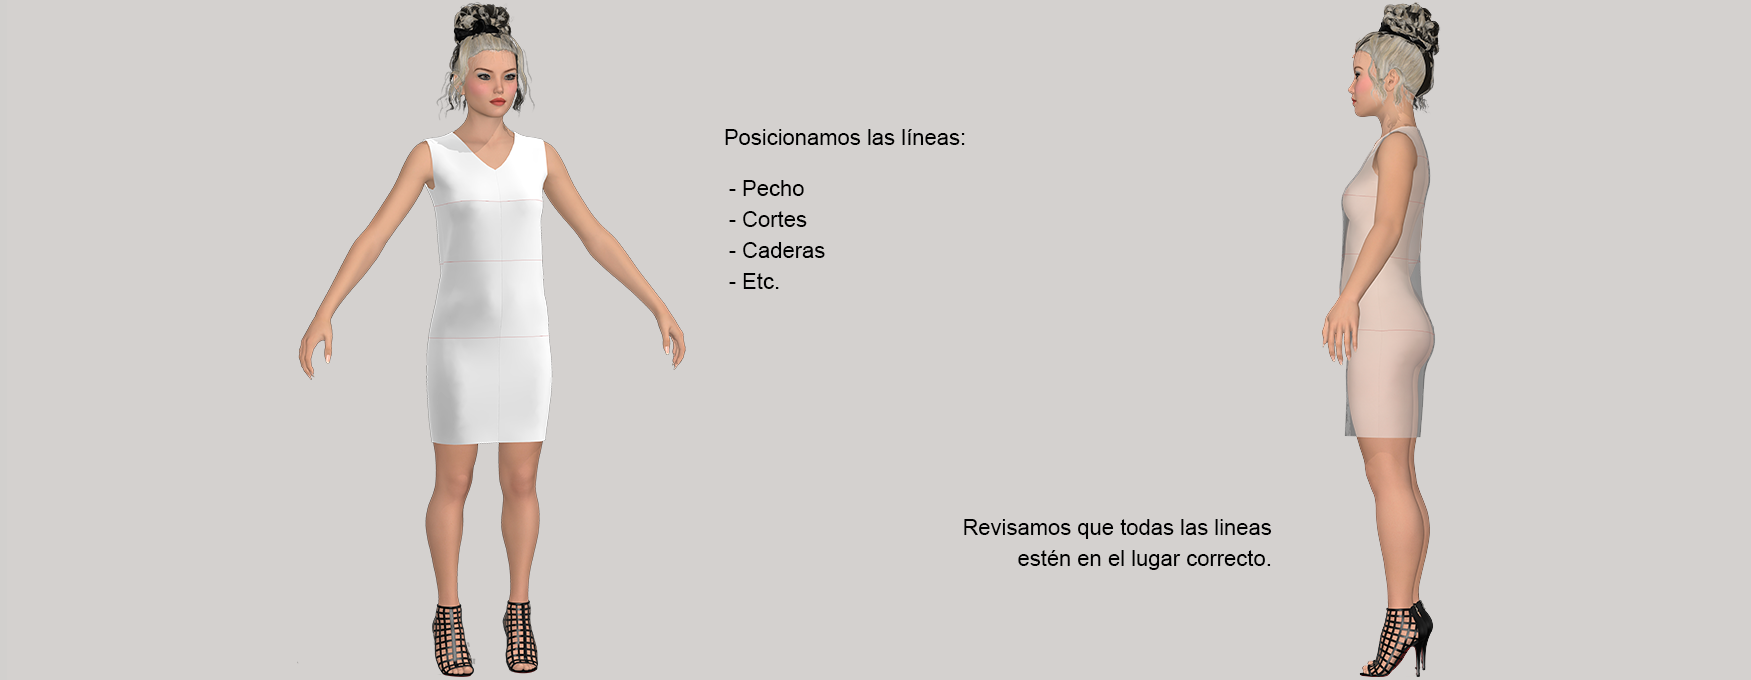 Posicionamos las líneas:
- Pecho
- Cortes
- Caderas
- Etc.
Revisamos que todas las lineas
estén en el lugar correcto.